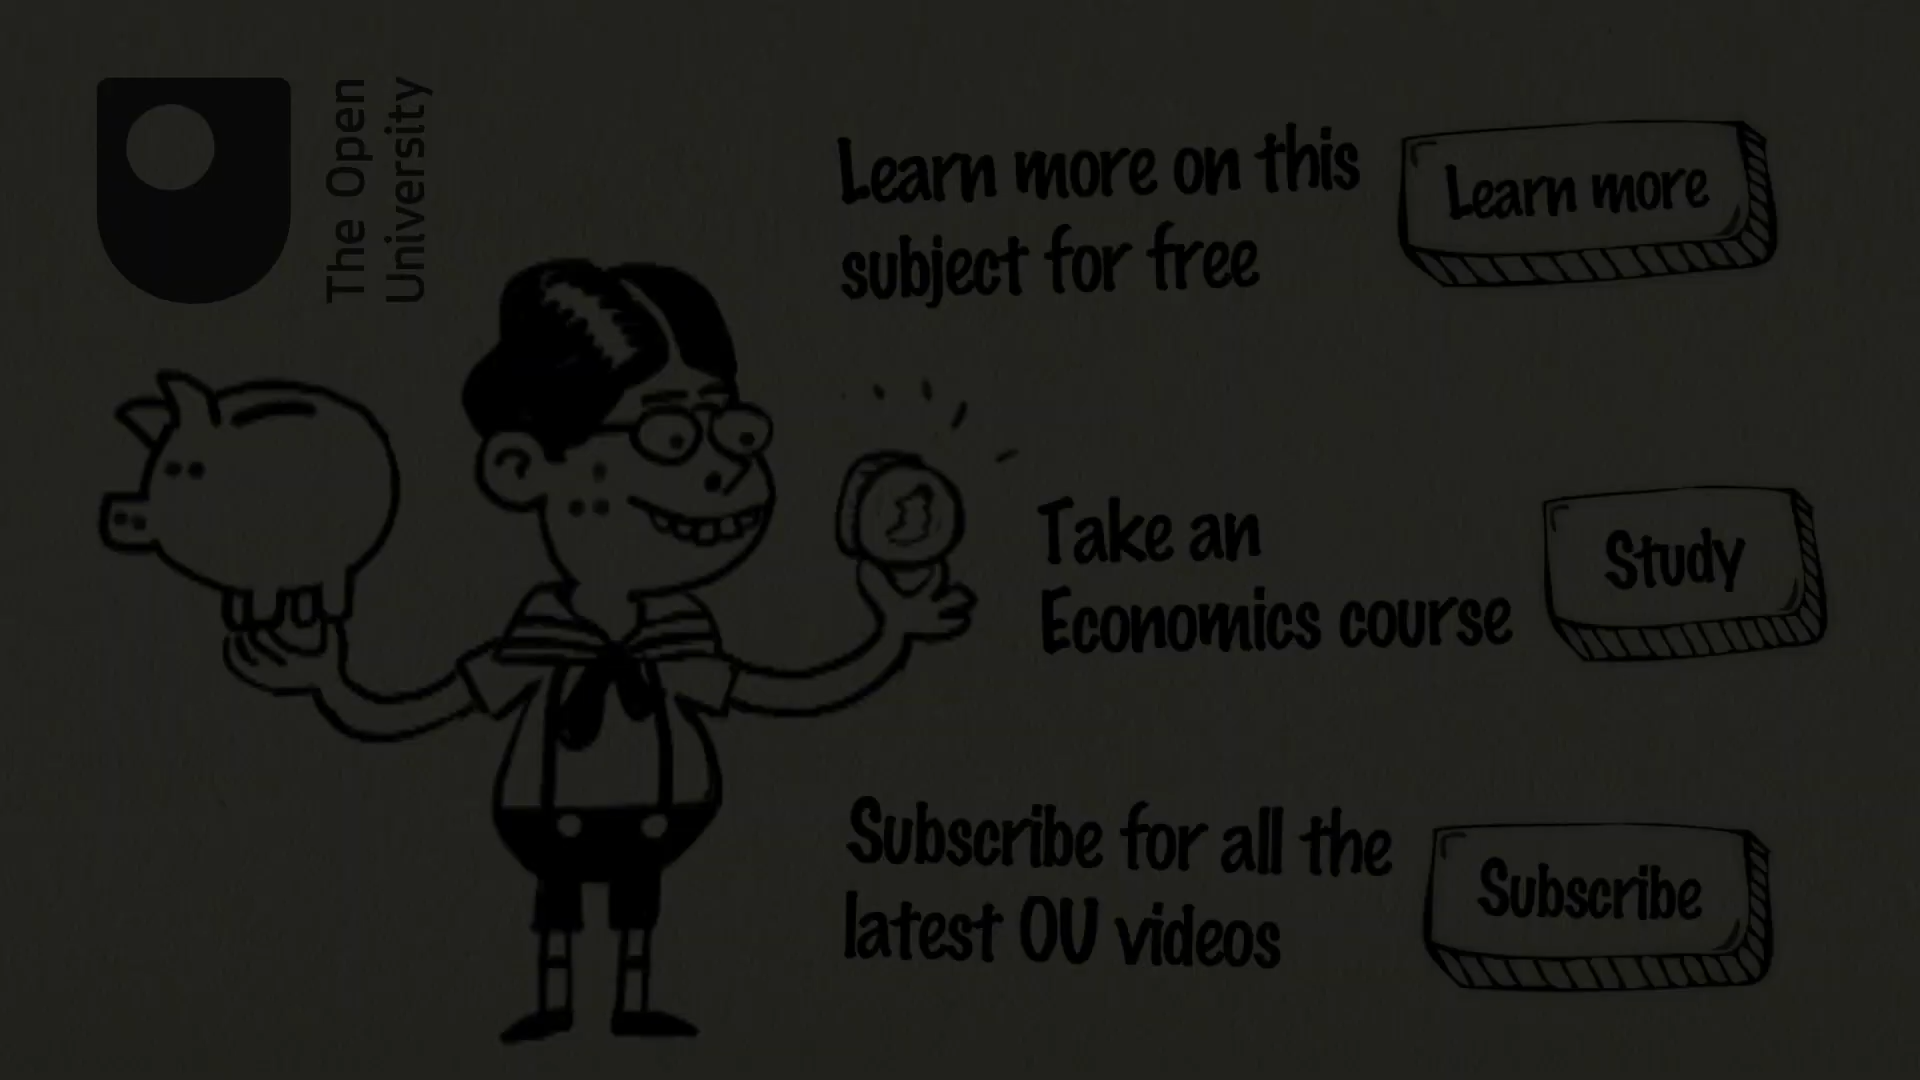 The Open
University
Learn more on this
subject for free
Learn more
Take an
Economics course
Study
Subscribe for all the
latest OU videos
Subscribe